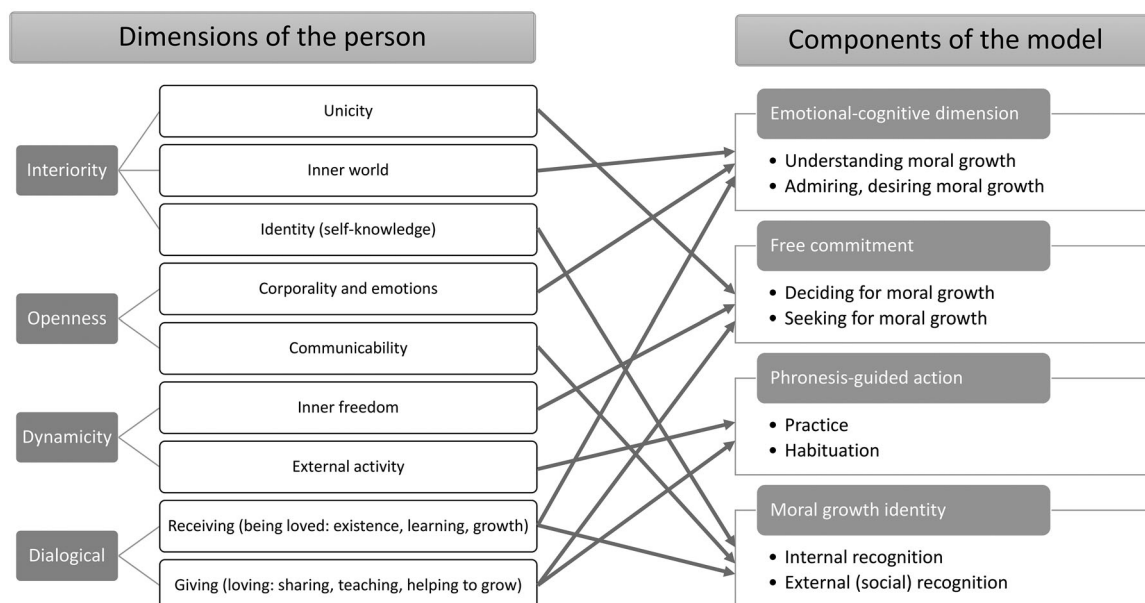 Dimensions of the person
Components of the model
Interiority
Unicity
Inner world
Identity (self-knowledge)
Openness
Corporality and emotions
Communicability
Dynamicity
Inner freedom
External activity
Dialogical
Receiving (being loved: existence, learning, growth)
Giving (loving: sharing, teaching, helping to grow)
Emotional-cognitive dimension
• Understanding moral growth
• Admiring, desiring moral growth
Free commitment
• Deciding for moral growth
• Seeking for moral growth
Phronesis-guided action
• Practice
• Habituation
Moral growth identity
• Internal recognition
• External (social) recognition